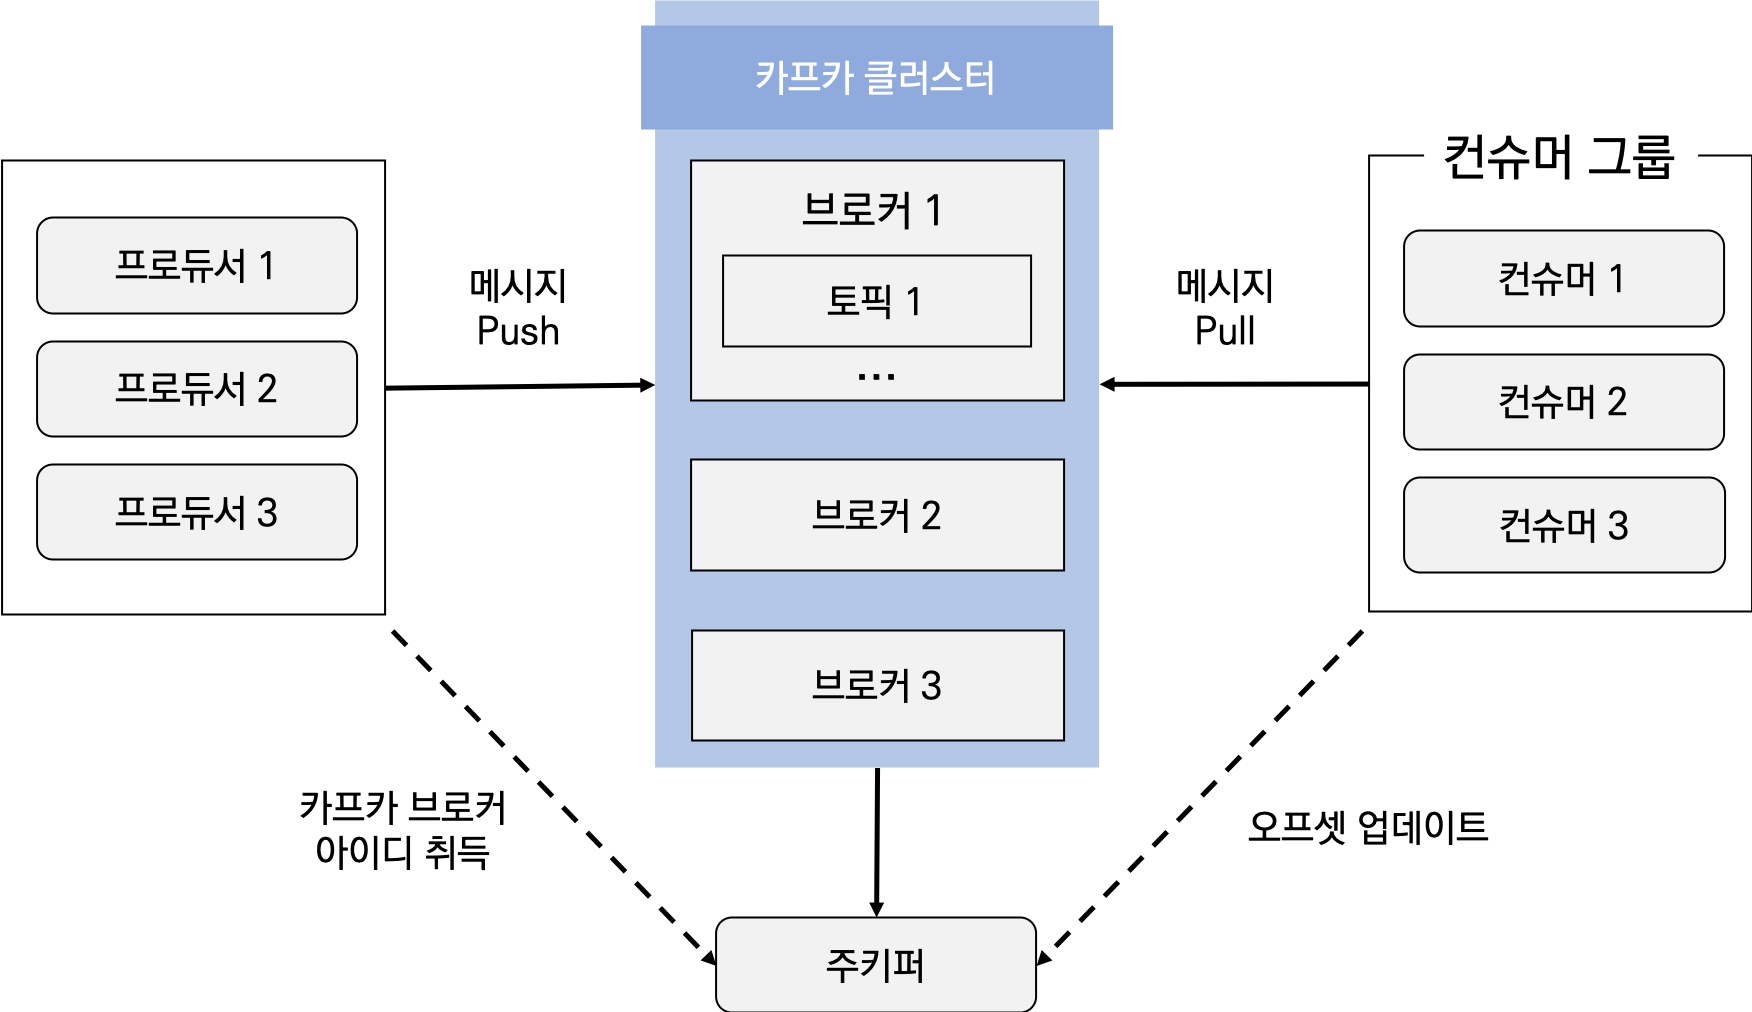 카프카 클러스터
프로듀서 1
프로듀서 2
프로듀서 3
메시지
Push
브로커 1
토픽 1
...
브로커 2
브로커 3
메시지
Pull
컨슈머 그룹
컨슈머 1
컨슈머 2
컨슈머 3
카프카 브로커
아이디 취득
오프셋 업데이트
주키퍼